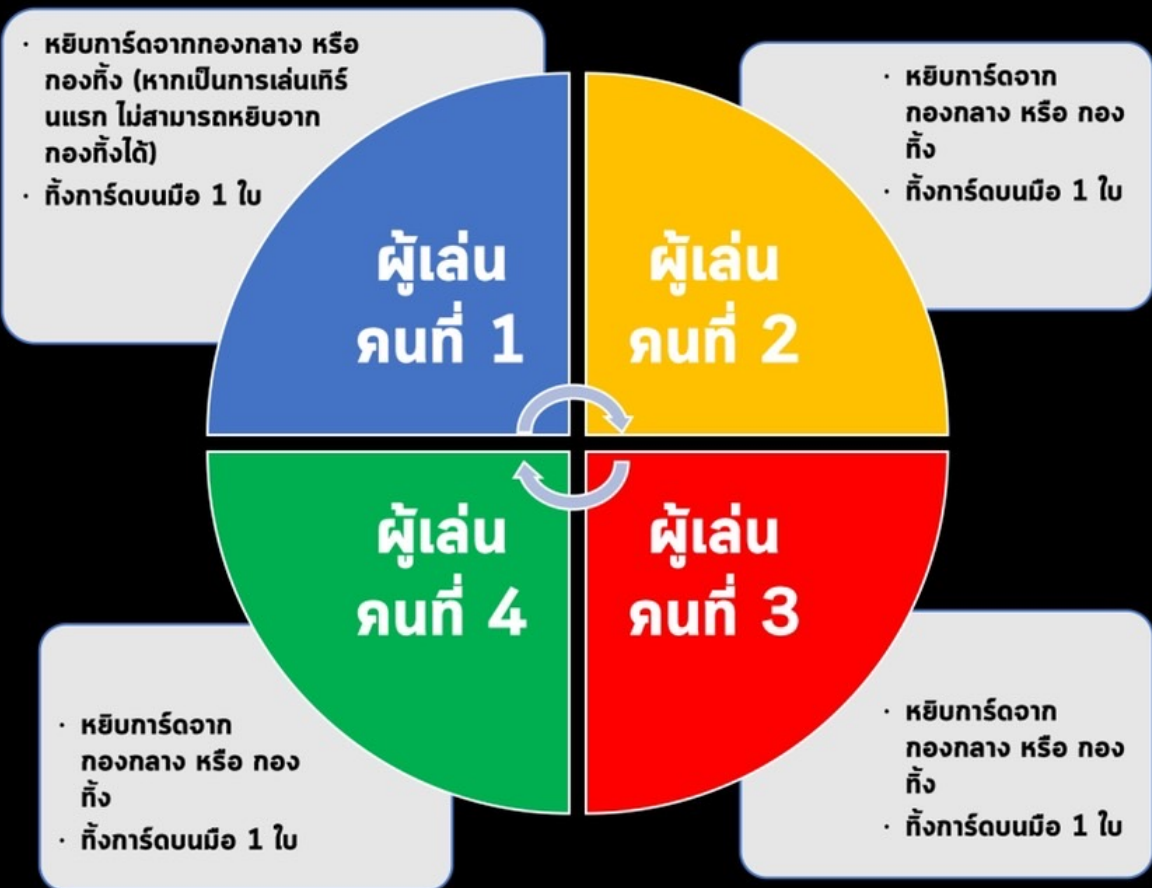 · หยิบการ์ดจากกองกลาง หรือ
กองทิ้ง (หากเป็นการเล่นเทิร์
นแรก ไม่สามารถหยิบจาก
กองทิ้งได้)
· ทิ้งการ์ดบนมือ 1 ใบ
· หยิบการ์ดจาก
กองกลาง หรือ กอง
ทิ้ง
· ทิ้งการ์ดบนมือ 1 ใบ
ผู้เล่น
คนที่ 1
ผู้เล่น
คนที่ 2
ผู้เล่น
คนที่ 4
ผู้เล่น
คนที่ 3
· หยิบการ์ดจาก
กองกลาง หรือ กอง
ทิ้ง
· ทิ้งการ์ดบนมือ 1 ใบ
· หยิบการ์ดจาก
กองกลาง หรือ กอง
ทิ้ง
· ทิ้งการ์ดบนมือ 1 ใบ